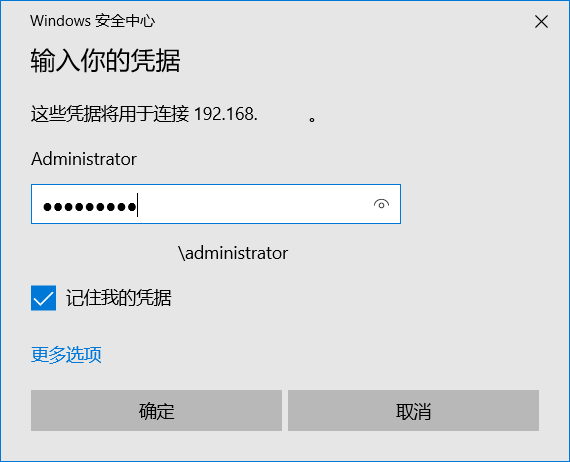 Windows 安全中心
输入你的凭据
这些凭据将用于连接 192.168. 。
Administrator
●●●●●●●●●
\administrator
记住我的凭据
更多选项
确定
取消